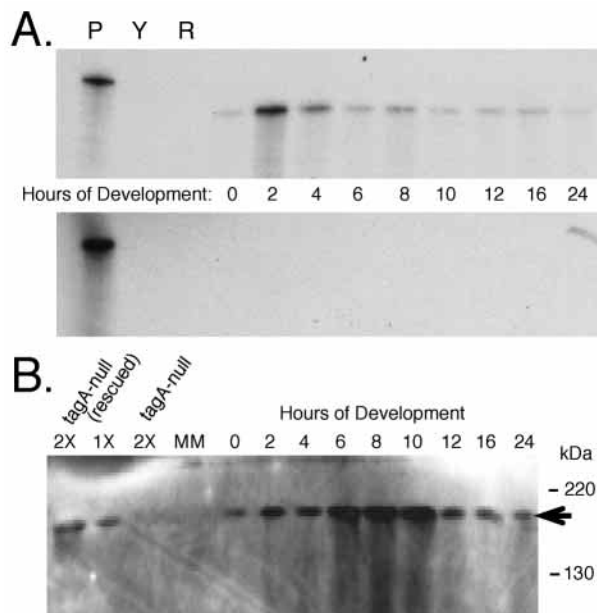 A. P Y R
Hours of Development: 0 2 4 6 8 10 12 16 24
B. tagA-null (rescued) tagA-null Hours of Development
2X 1X 2X MM 0 2 4 6 8 10 12 16 24 kDa
- 220
- 130